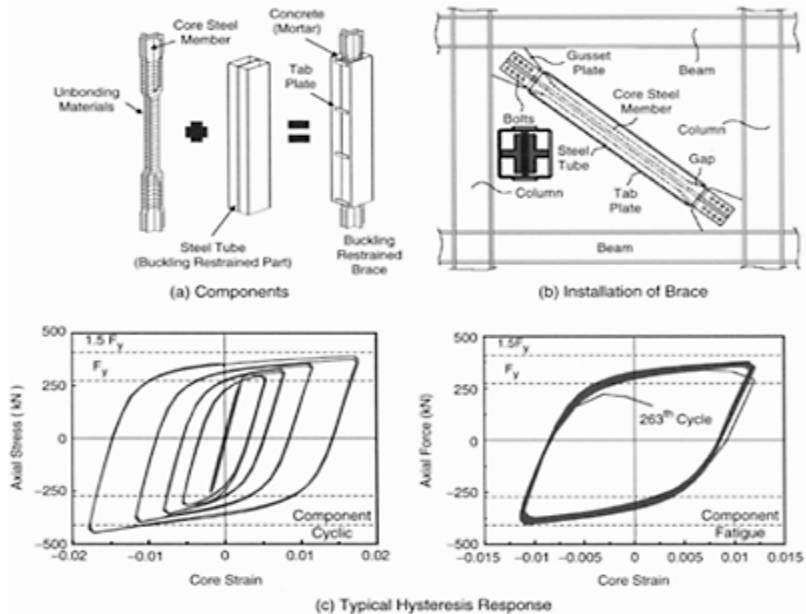 Core Steel
Member
Unbonding
Materials
Steel Tube
(Buckling Restrained Part)
Concrete
(Mortar)
Tab
Plate
Buckling
Restrained
Brace
(a) Components
Gusset
Plate
Beam
Core Steel
Member
Bolts
Column
Steel
Tube
Gap
Column
Tab
Plate
Beam
(b) Installation of Brace
500
250
0
−250
−500
Axial Stress ( kN )
1.5 Fy
Fy
Component
Cyclic
−0.02
−0.01
0
0.01
0.02
Core Strain
500
250
0
−250
−500
Axial Force (kN)
1.5Fy
Fy
263th Cycle
Component
Fatigue
−0.015
−0.01
−0.005
0
0.005
0.01
0.015
Core Strain
(c) Typical Hysteresis Response